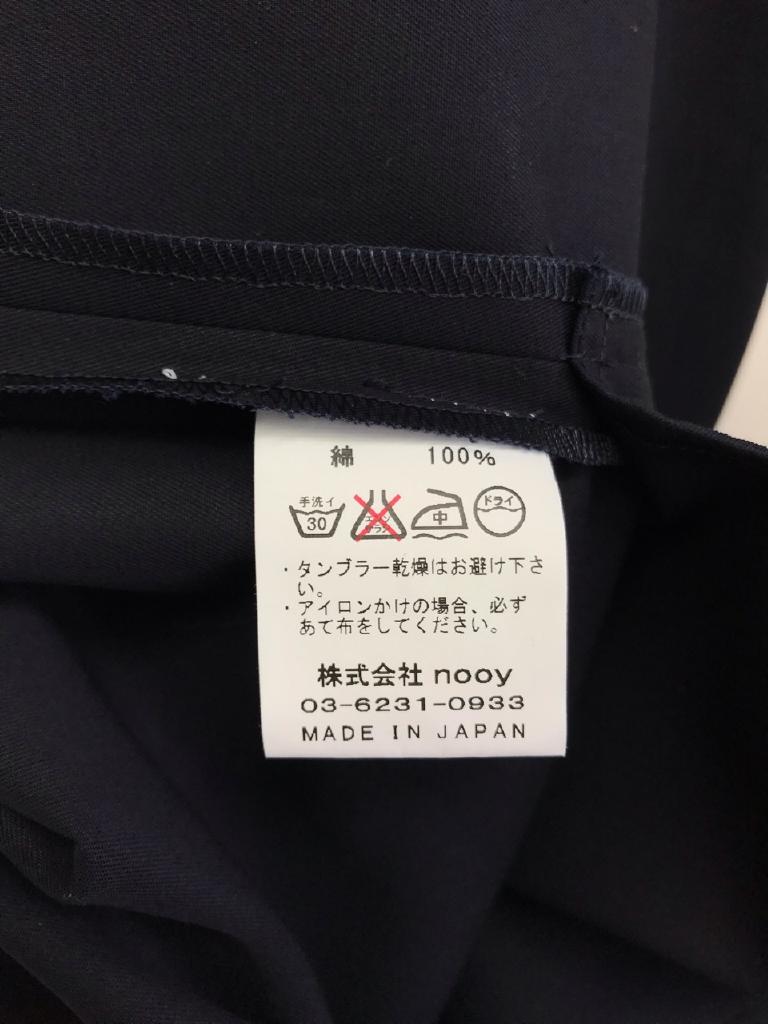 綿 100%
手洗イ 30 中 ドライ
・タンブラー乾燥はお避け下さ
い。
・アイロンかけの場合、必ず
あて布をしてください。
株式会社 nooy
03-6231-0933
MADE IN JAPAN